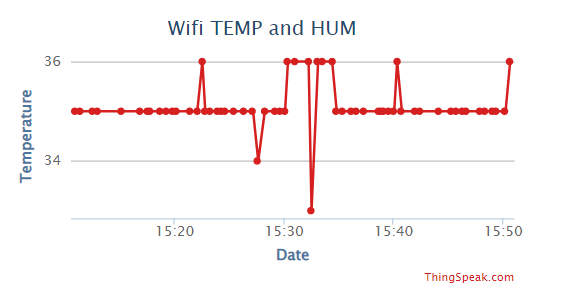 Wifi TEMP and HUM
36
34
Temperature
15:20 15:30 15:40 15:50
Date
ThingSpeak.com